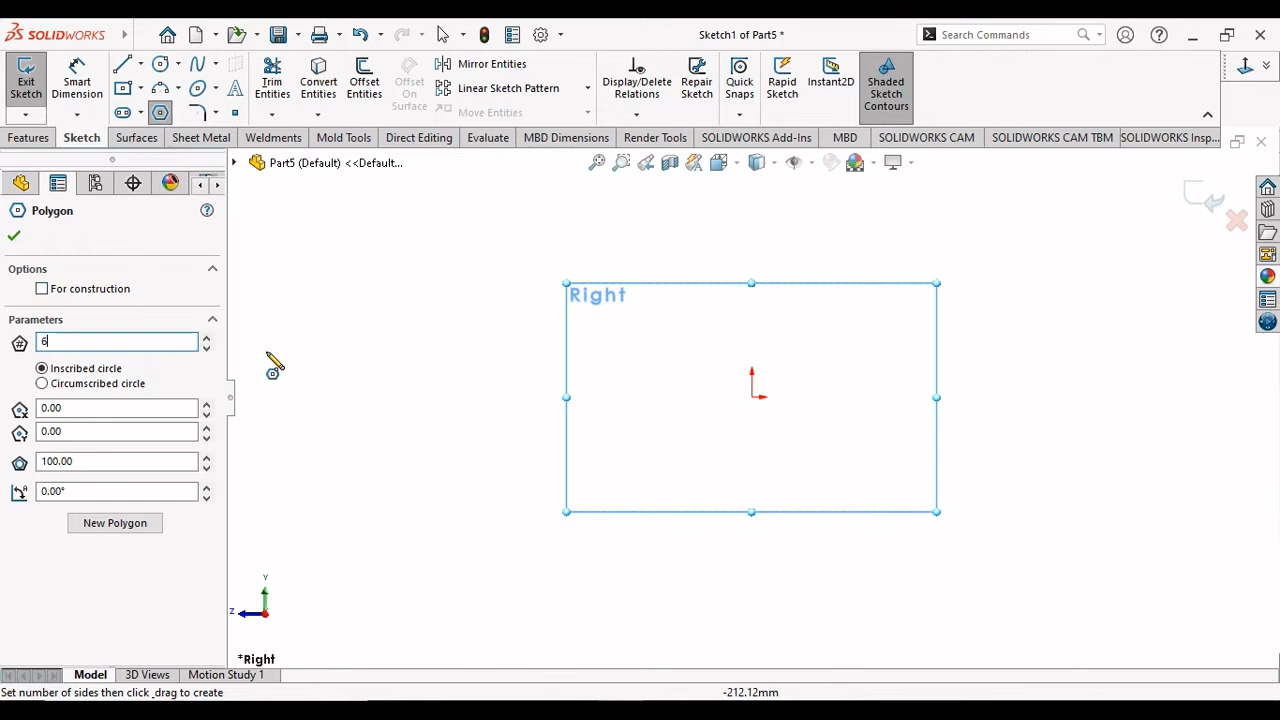 SOLIDWORKS
Sketch1 of Part5 *
Search Commands
Exit Sketch
Smart Dimension
Trim Entities
Convert Entities
Offset Entities
Offset On Surface
Mirror Entities
Linear Sketch Pattern
Move Entities
Display/Delete Relations
Repair Sketch
Quick Snaps
Rapid Sketch
Instant2D
Shaded Sketch Contours
Features
Sketch
Surfaces
Sheet Metal
Weldments
Mold Tools
Direct Editing
Evaluate
MBD Dimensions
Render Tools
SOLIDWORKS Add-Ins
MBD
SOLIDWORKS CAM
SOLIDWORKS CAM TBM
SOLIDWORKS Insp...
Part5 (Default) <<Default...
Polygon
Options
For construction
Parameters
6
Inscribed circle
Circumscribed circle
0.00
0.00
100.00
0.00°
New Polygon
Right
Y
Z
*Right
Model
3D Views
Motion Study 1
Set number of sides then click _drag to create
-212.12mm